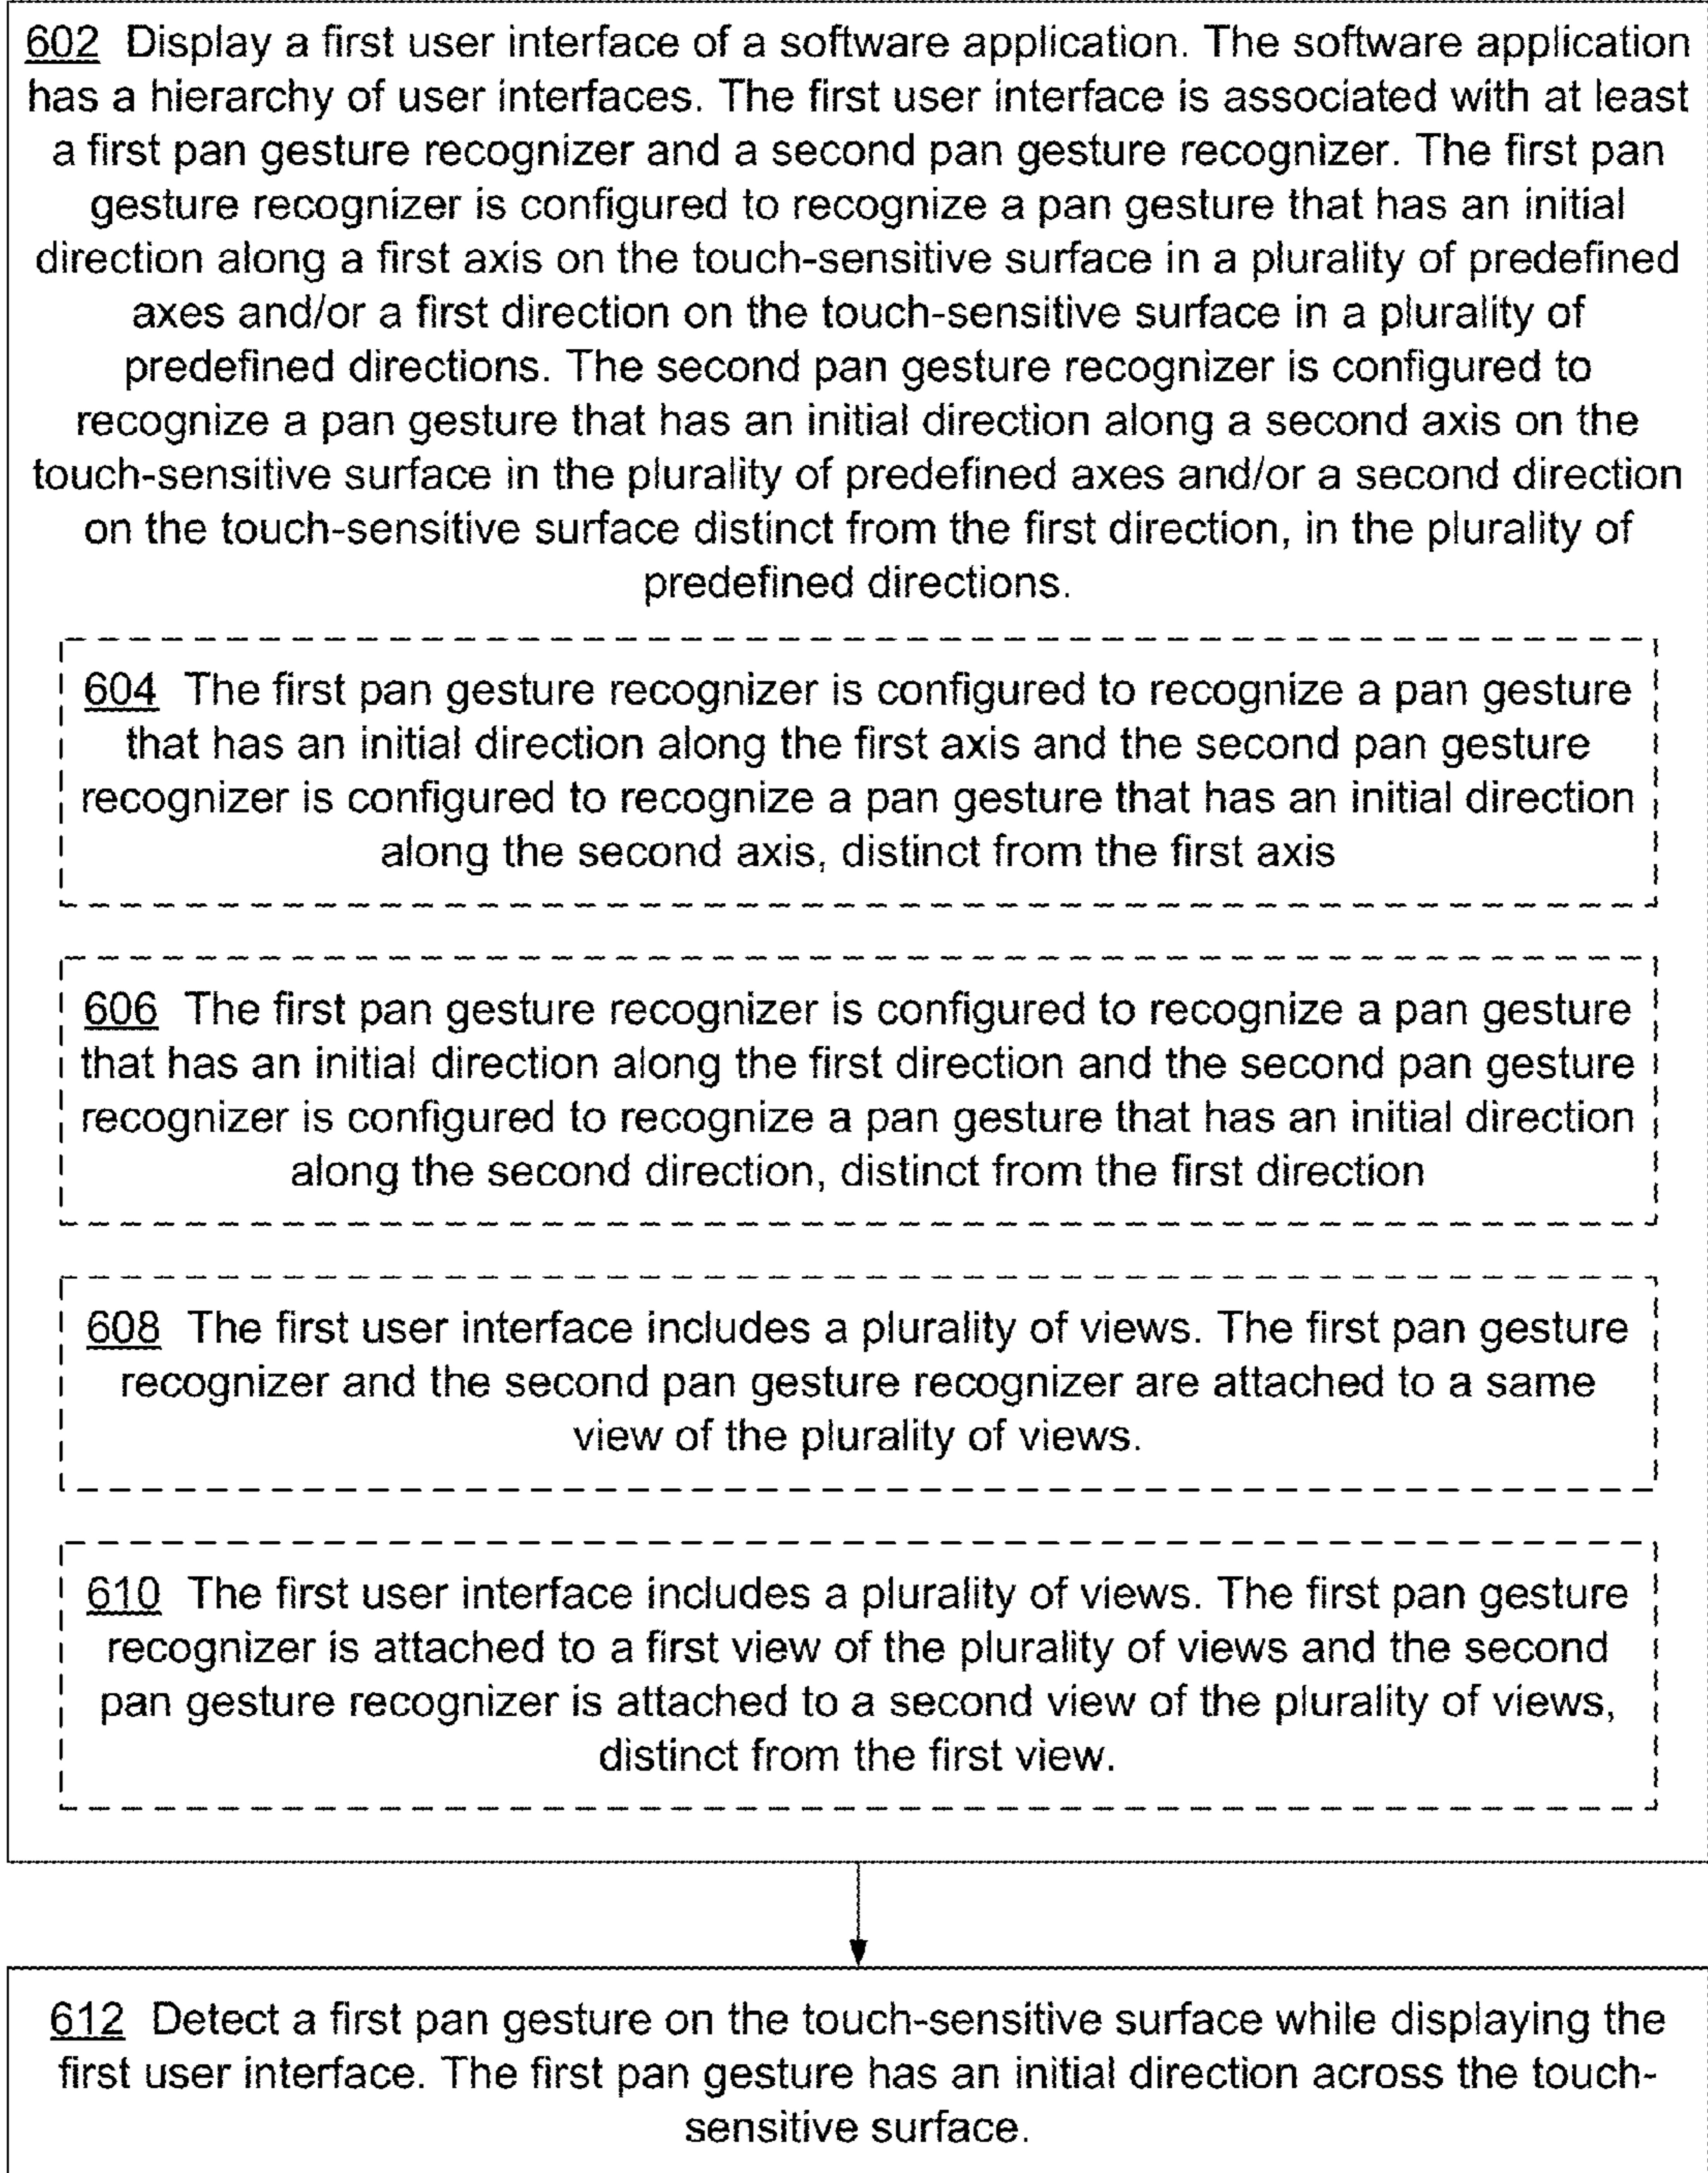 602 Display a first user interface of a software application. The software application
has a hierarchy of user interfaces. The first user interface is associated with at least
a first pan gesture recognizer and a second pan gesture recognizer. The first pan
gesture recognizer is configured to recognize a pan gesture that has an initial
direction along a first axis on the touch-sensitive surface in a plurality of predefined
axes and/or a first direction on the touch-sensitive surface in a plurality of
predefined directions. The second pan gesture recognizer is configured to
recognize a pan gesture that has an initial direction along a second axis on the
touch-sensitive surface in the plurality of predefined axes and/or a second direction
on the touch-sensitive surface distinct from the first direction, in the plurality of
predefined directions.
604 The first pan gesture recognizer is configured to recognize a pan gesture
that has an initial direction along the first axis and the second pan gesture
recognizer is configured to recognize a pan gesture that has an initial direction
along the second axis, distinct from the first axis
606 The first pan gesture recognizer is configured to recognize a pan gesture
that has an initial direction along the first direction and the second pan gesture
recognizer is configured to recognize a pan gesture that has an initial direction
along the second direction, distinct from the first direction
608 The first user interface includes a plurality of views. The first pan gesture
recognizer and the second pan gesture recognizer are attached to a same
view of the plurality of views.
610 The first user interface includes a plurality of views. The first pan gesture
recognizer is attached to a first view of the plurality of views and the second
pan gesture recognizer is attached to a second view of the plurality of views,
distinct from the first view.
612 Detect a first pan gesture on the touch-sensitive surface while displaying the
first user interface. The first pan gesture has an initial direction across the touch-
sensitive surface.